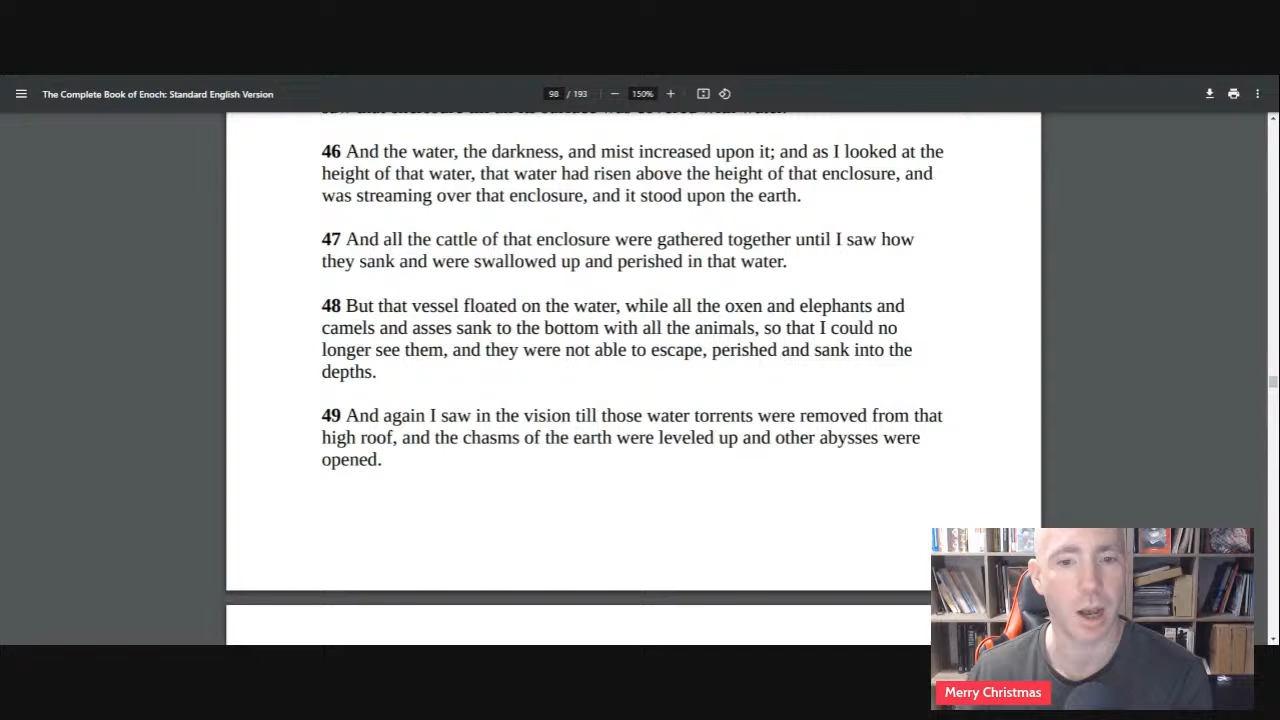 The Complete Book of Enoch: Standard English Version
98 / 193
150%
46 And the water, the darkness, and mist increased upon it; and as I looked at the
height of that water, that water had risen above the height of that enclosure, and
was streaming over that enclosure, and it stood upon the earth.
47 And all the cattle of that enclosure were gathered together until I saw how
they sank and were swallowed up and perished in that water.
48 But that vessel floated on the water, while all the oxen and elephants and
camels and asses sank to the bottom with all the animals, so that I could no
longer see them, and they were not able to escape, perished and sank into the
depths.
49 And again I saw in the vision till those water torrents were removed from that
high roof, and the chasms of the earth were leveled up and other abysses were
opened.
Merry Christmas